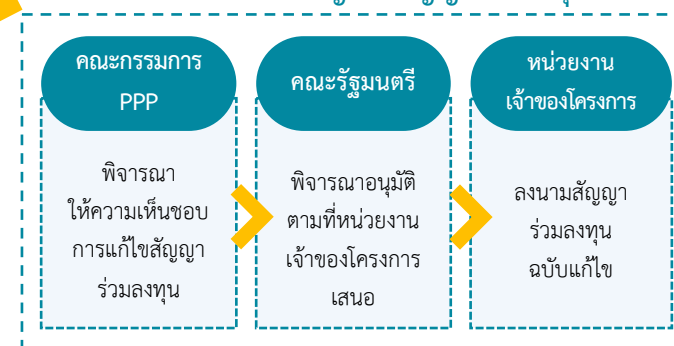 คณะกรรมการ
PPP
พิจารณา
ให้ความเห็นชอบ
การแก้ไขสัญญา
ร่วมลงทุน
คณะรัฐมนตรี
พิจารณาอนุมัติ
ตามที่หน่วยงาน
เจ้าของโครงการ
เสนอ
หน่วยงาน
เจ้าของโครงการ
ลงนามสัญญา
ร่วมลงทุน
ฉบับแก้ไข